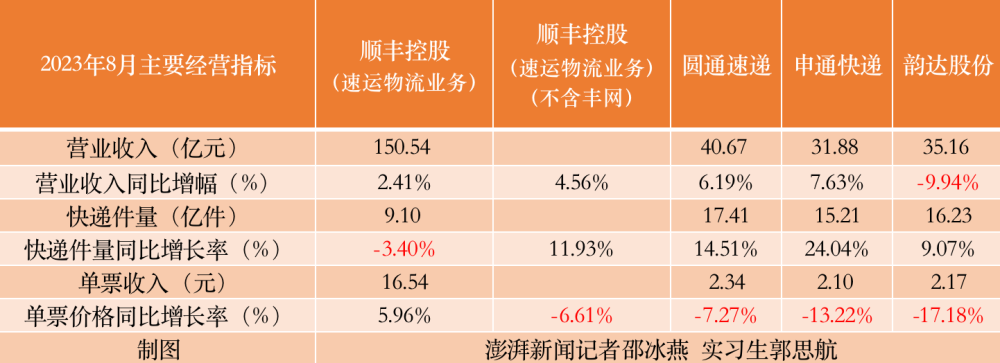 2023年8月主要经营指标 顺丰控股（速运物流业务） 顺丰控股（速运物流业务）（不含丰网） 圆通速递 申通快递 韵达股份
营业收入（亿元） 150.54 40.67 31.88 35.16
营业收入同比增幅（%） 2.41% 4.56% 6.19% 7.63% -9.94%
快递件量（亿件） 9.10 17.41 15.21 16.23
快递件量同比增长率（%） -3.40% 11.93% 14.51% 24.04% 9.07%
单票收入（元） 16.54 2.34 2.10 2.17
单票价格同比增长率（%） 5.96% -6.61% -7.27% -13.22% -17.18%
制图 澎湃新闻记者邵冰燕 实习生郭思航